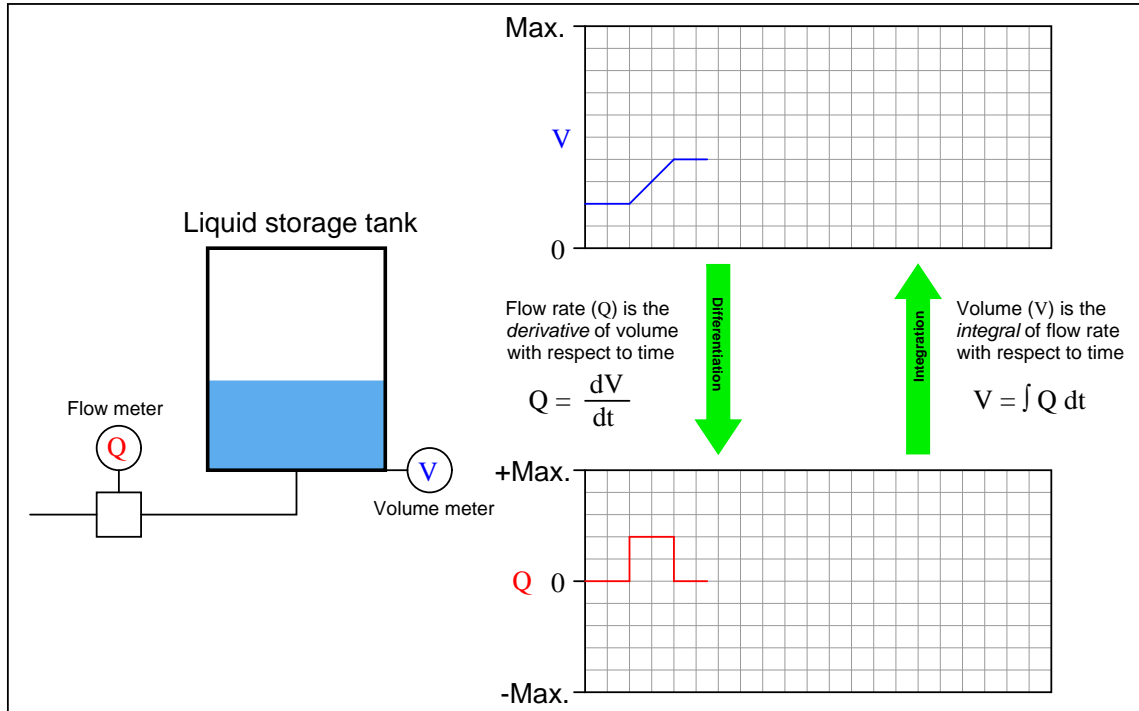 Max.
V
0
Liquid storage tank
Flow meter
Q
V
Volume meter
Flow rate (Q) is the
derivative of volume
with respect to time
Q = dV/dt
Differentiation
Integration
Volume (V) is the
integral of flow rate
with respect to time
V = ∫ Q dt
+Max.
Q 0
-Max.